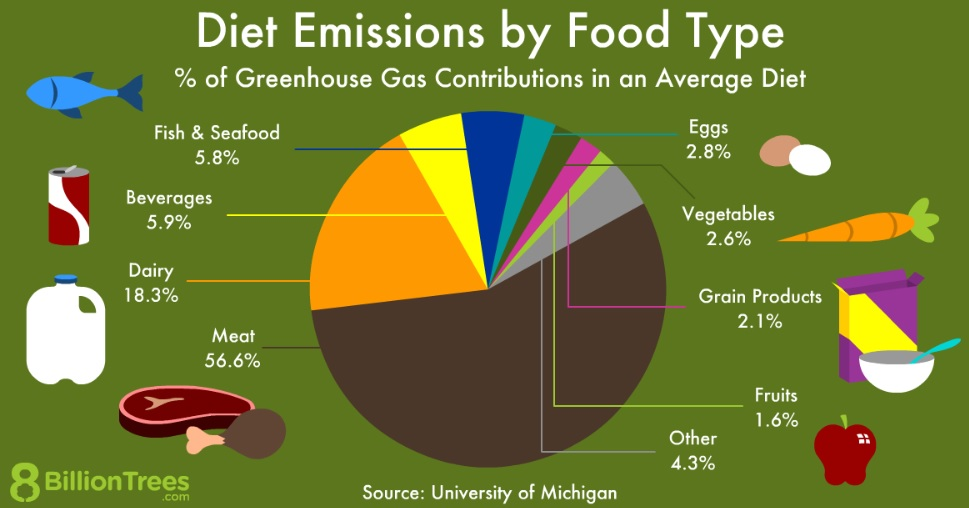 Diet Emissions by Food Type
% of Greenhouse Gas Contributions in an Average Diet
Fish & Seafood
5.8%
Beverages
5.9%
Dairy
18.3%
Meat
56.6%
Eggs
2.8%
Vegetables
2.6%
Grain Products
2.1%
Fruits
1.6%
Other
4.3%
8 BillionTrees
.com
Source: University of Michigan